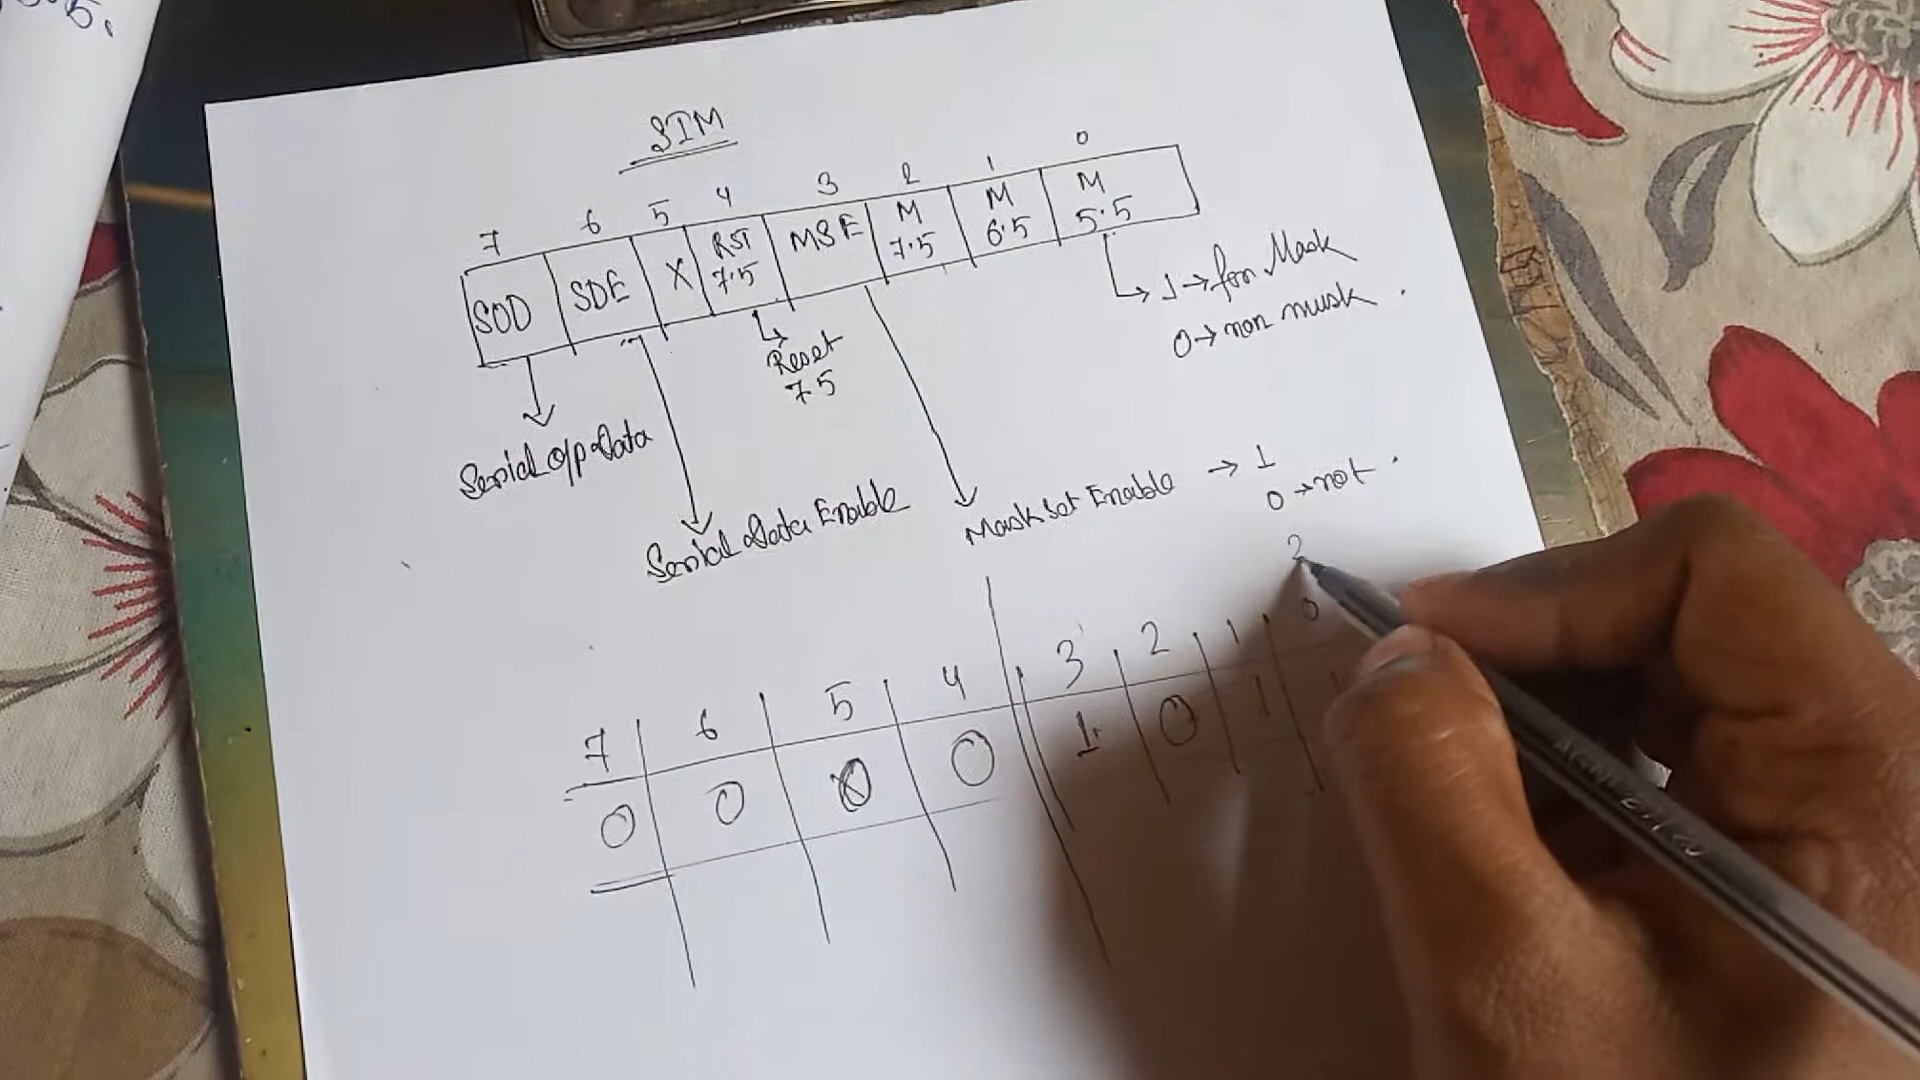 SIM
7 6 5 4 3 2 1 0
SOD SDE X RST 7.5 MSE M 7.5 M 6.5 M 5.5
↳ 1→for Mask
0→non musk.
↳ Reset
7.5
Serial o/p Data
Serial Data Enable
Mask Set Enable → 1
0→not.
2
7 6 5 4 3 2 1 0
0 0 0 1 0 1